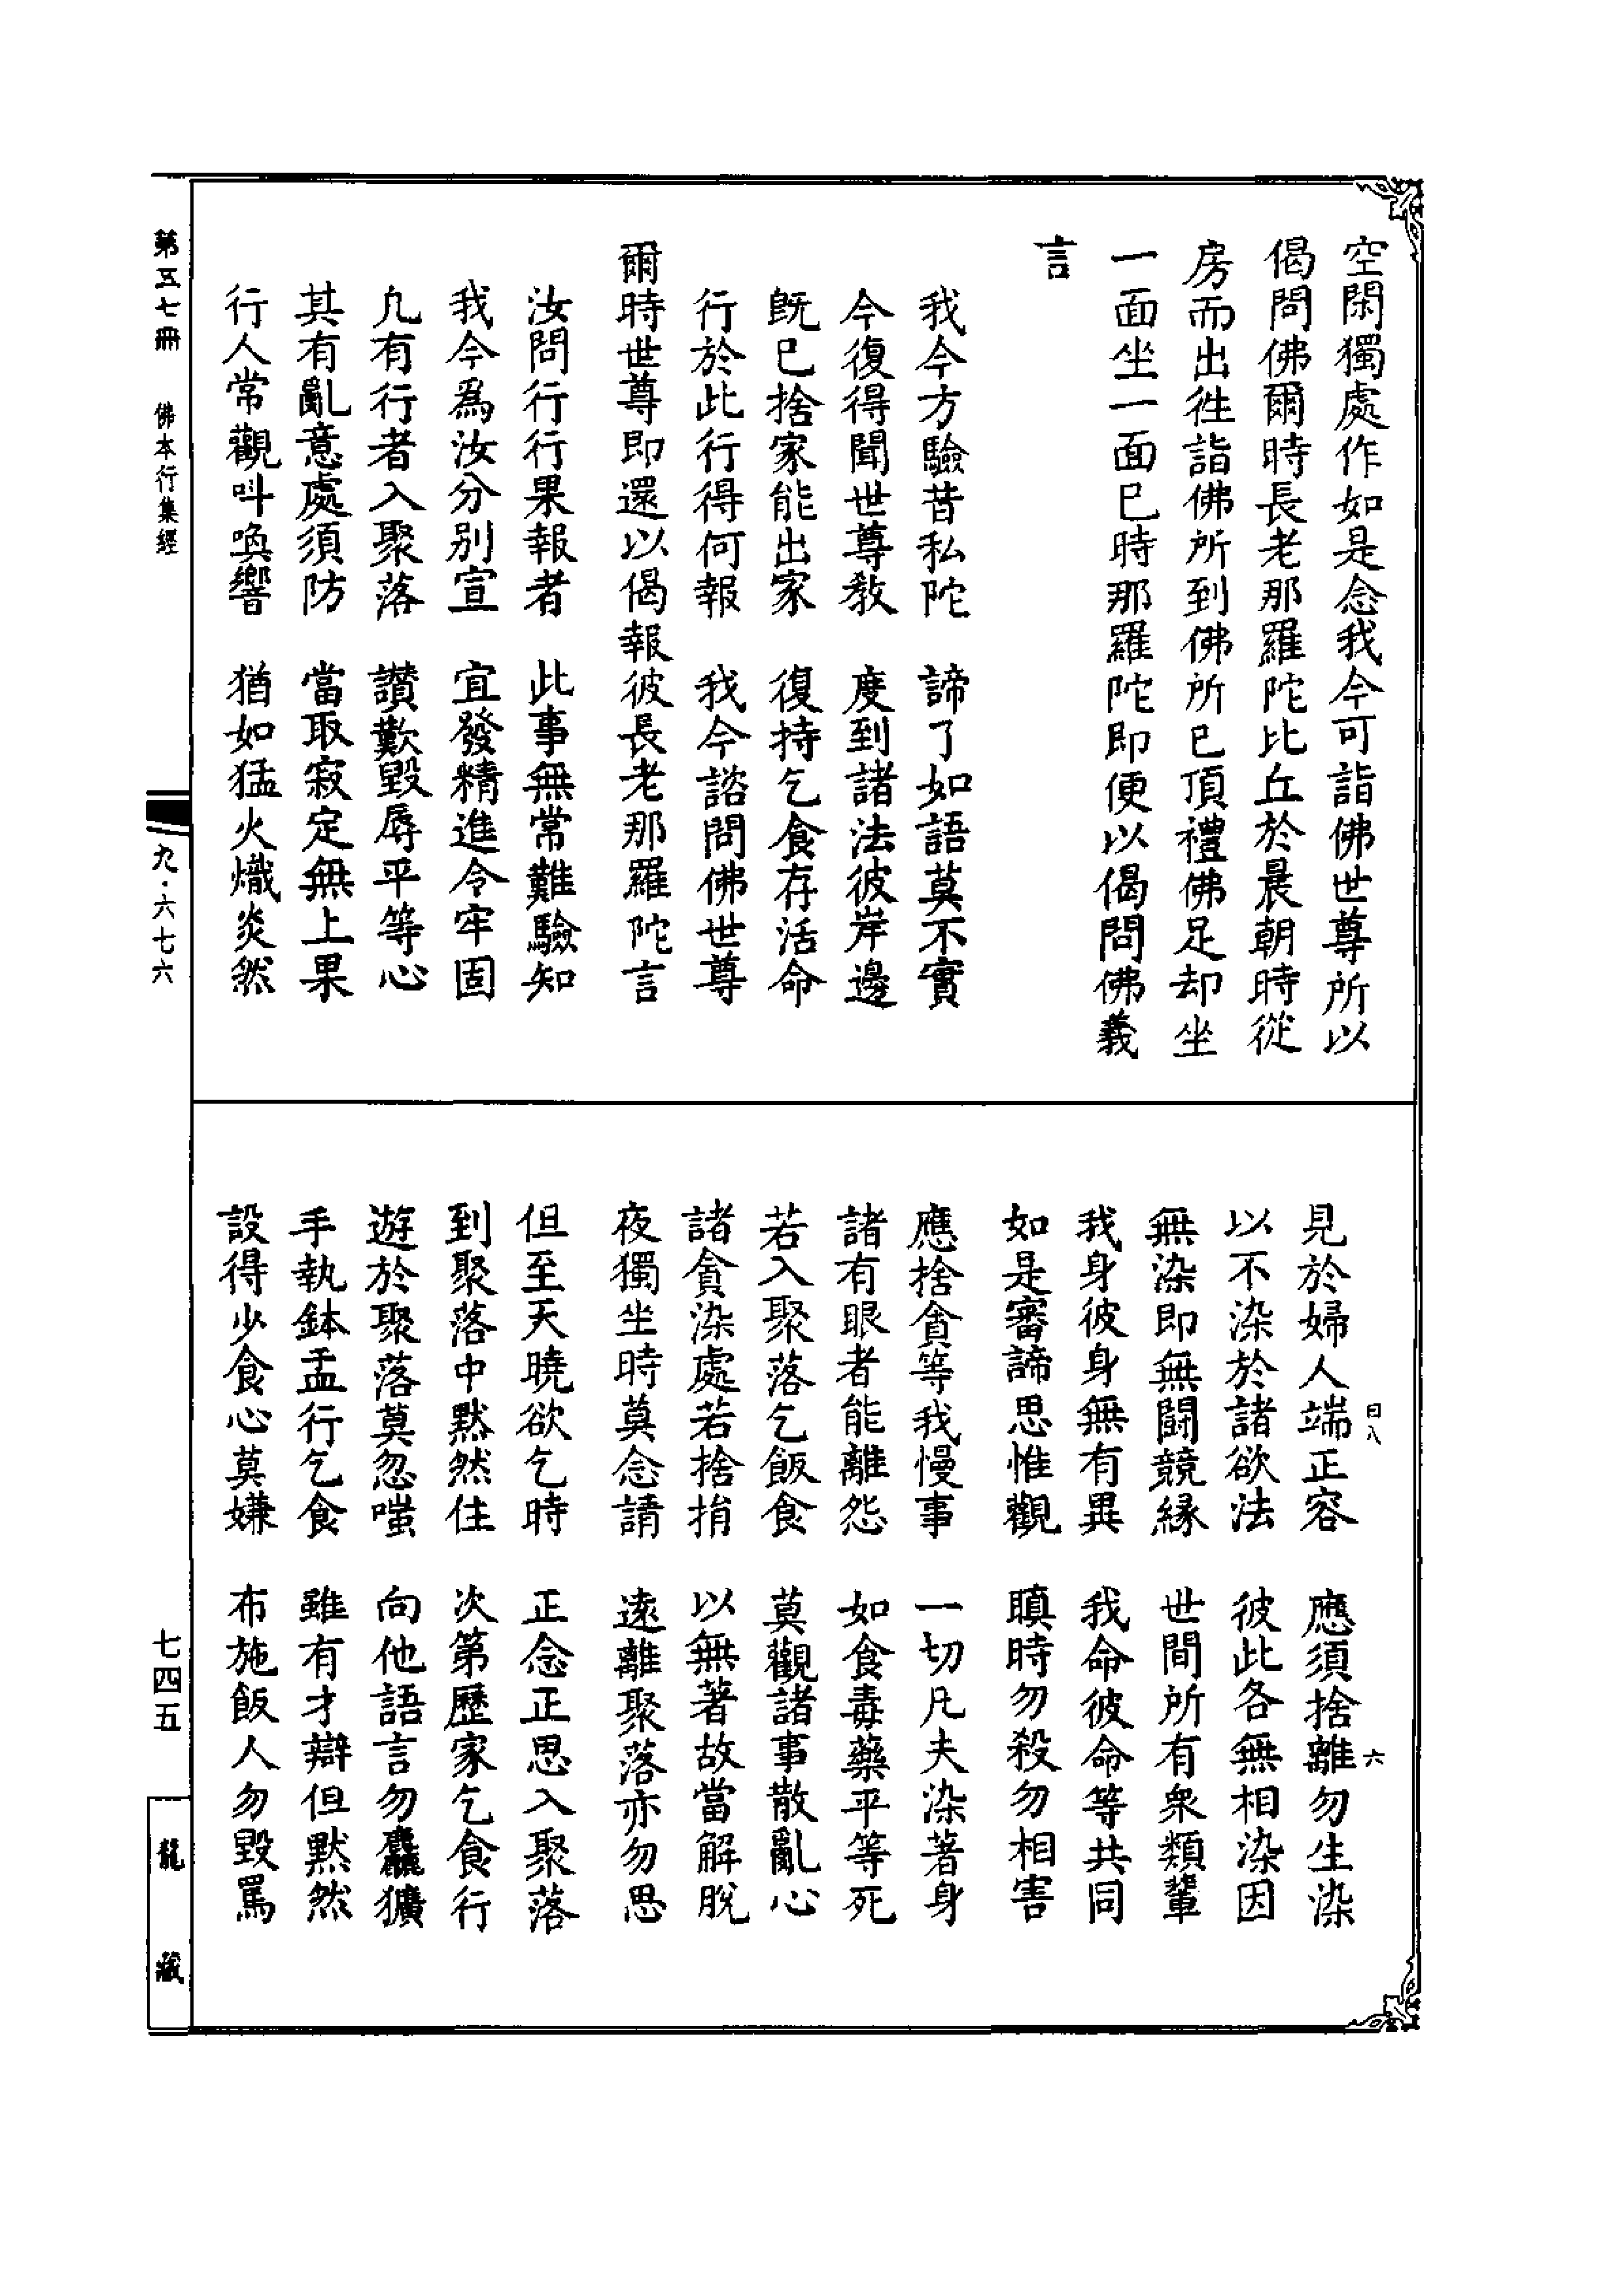 空閑獨處作如是念我今可詣佛世尊所以
偈問佛爾時長老那羅陀比丘於晨朝時從
房而出徃詣佛所到佛所已頂禮佛足却坐
一面坐一面已時那羅陀即便以偈問佛義
言
我今方驗昔私陀　諦了如語莫不實
今復得聞世尊教　度到諸法彼岸邊
旣已捨家能出家　復持乞食存活命
行於此行得何報　我今諮問佛世尊
爾時世尊即還以偈報彼長老那羅陀言
汝問行行果報者　此事無常難驗知
我今爲汝分別宣　宜發精進令牢固
凡有行者入聚落　讚歎毀辱平等心
其有亂意處須防　當取寂定無上果
行人常觀呌喚響　猶如猛火熾炎然
見於婦人端正容　應須捨離勿生染
以不染於諸欲法　彼此各無相染因
無染即無鬪競緣　世間所有衆類輩
我身彼身無有異　我命彼命等共同
如是審諦思惟觀　瞋時勿殺勿相害
應捨貪等我慢事　一切凡夫染著身
諸有眼者能離怨　如食毒藥平等死
若入聚落乞飯食　莫觀諸事散亂心
諸貪染處若捨捐　以無著故當解脫
夜獨坐時莫念請　遠離聚落亦勿思
但至天曉欲乞時　正念正思入聚落
到聚落中黙然住　次第歷家乞食行
遊於聚落莫忽嗤　向他語言勿麤獷
手執鉢盂行乞食　雖有才辯但黙然
設得少食心莫嫌　布施飯人勿毀罵
曰八
六
第五七冊　佛本行集經
九·六七六
七四五
龍藏